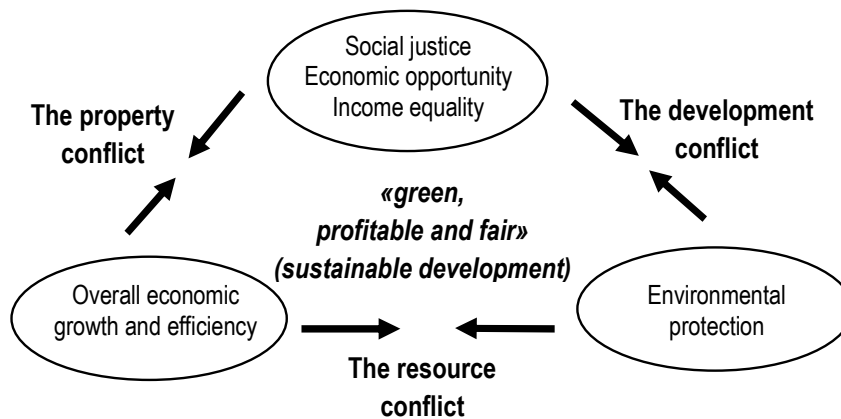 Social justice
Economic opportunity
Income equality
The property
conflict
The development
conflict
«green,
profitable and fair»
(sustainable development)
Overall economic
growth and efficiency
Environmental
protection
The resource
conflict